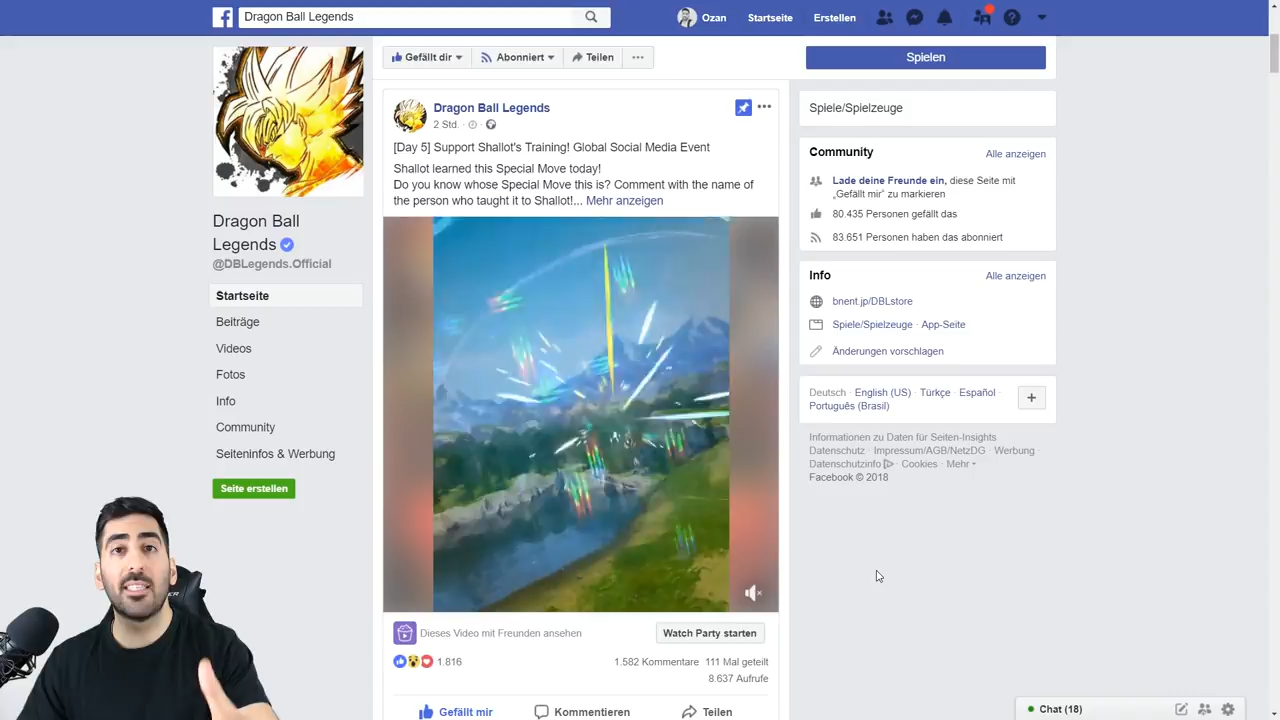 Dragon Ball Legends
Ozan
Startseite
Erstellen
Dragon Ball
Legends
@DBLegends.Official
Startseite
Beiträge
Videos
Fotos
Info
Community
Seiteninfos & Werbung
Seite erstellen
Gefällt dir
Abonniert
Teilen
Dragon Ball Legends
2 Std.
[Day 5] Support Shallot's Training! Global Social Media Event
Shallot learned this Special Move today!
Do you know whose Special Move this is? Comment with the name of
the person who taught it to Shallot!... Mehr anzeigen
Dieses Video mit Freunden ansehen
Watch Party starten
1.816
1.582 Kommentare 111 Mal geteilt
8.637 Aufrufe
Gefällt mir
Kommentieren
Teilen
Spielen
Spiele/Spielzeuge
Community
Alle anzeigen
Lade deine Freunde ein, diese Seite mit
„Gefällt mir“ zu markieren
80.435 Personen gefällt das
83.651 Personen haben das abonniert
Info
Alle anzeigen
bnent.jp/DBLstore
Spiele/Spielzeuge · App-Seite
Änderungen vorschlagen
Deutsch · English (US) · Türkçe · Español ·
Português (Brasil)
Informationen zu Daten für Seiten-Insights
Datenschutz · Impressum/AGB/NetzDG · Werbung ·
Datenschutzinfo · Cookies · Mehr
Facebook © 2018
Chat (18)